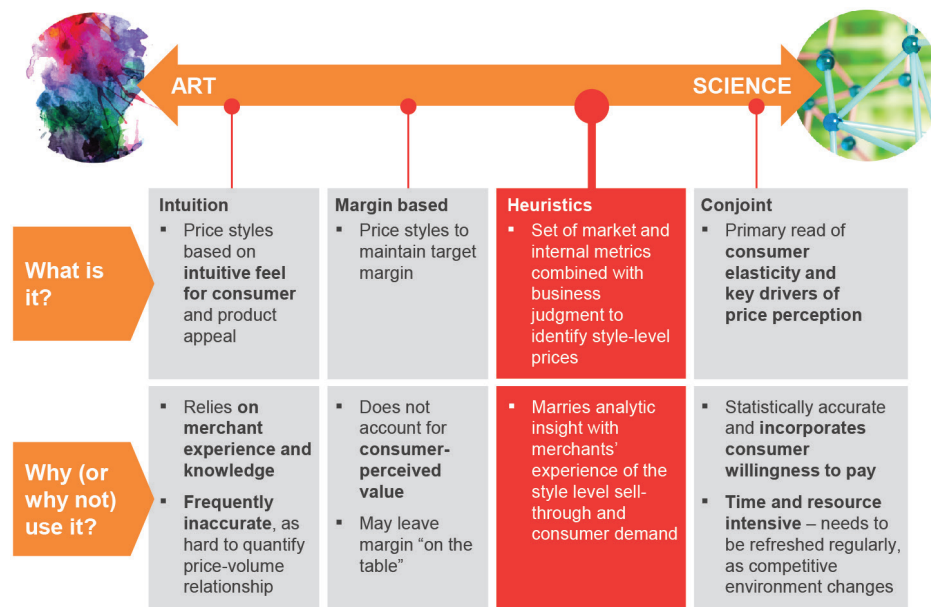 ART
SCIENCE
What is
it?
Intuition
▪ Price styles
based on
intuitive feel
for consumer
and product
appeal
Margin based
▪ Price styles to
maintain target
margin
Heuristics
▪ Set of market and
internal metrics
combined with
business
judgment to
identify style-level
prices
Conjoint
▪ Primary read of
consumer
elasticity and
key drivers of
price perception
Why (or
why not)
use it?
▪ Relies on
merchant
experience and
knowledge
▪ Frequently
inaccurate, as
hard to quantify
price-volume
relationship
▪ Does not
account for
consumer-
perceived
value
▪ May leave
margin “on the
table”
▪ Marries analytic
insight with
merchants’
experience of the
style level sell-
through and
consumer demand
▪ Statistically accurate
and incorporates
consumer
willingness to pay
▪ Time and resource
intensive – needs to
be refreshed regularly,
as competitive
environment changes